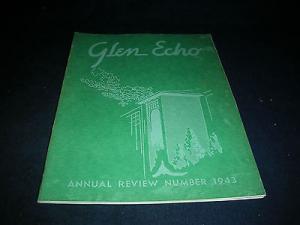 Glen Echo
ANNUAL REVIEW NUMBER 1943